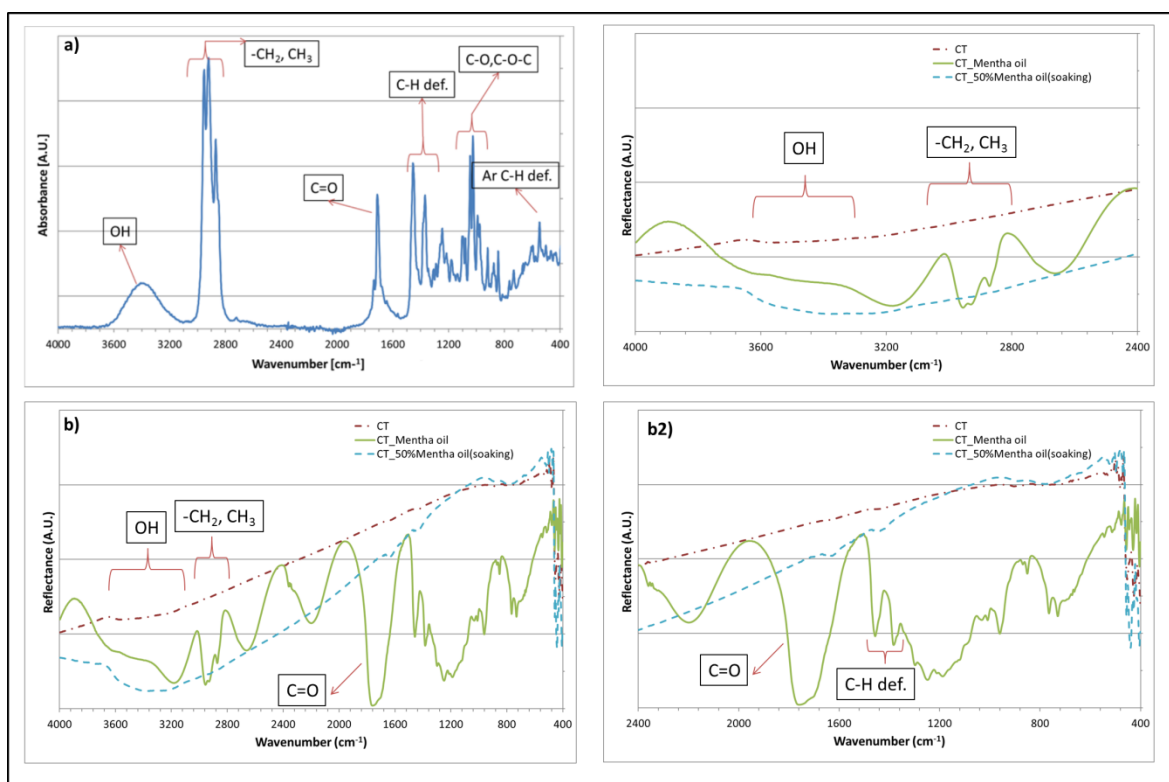 a)
-CH2, CH3
C-O,C-O-C
C-H def.
Ar C-H def.
C=O
OH
Absorbance [A.U.]
4000 3600 3200 2800 2400 2000 1600 1200 800 400
Wavenumber [cm-1]
CT
CT_Mentha oil
CT_50%Mentha oil(soaking)
OH
-CH2, CH3
Reflectance (A.U.)
4000 3600 3200 2800 2400
Wavenumber (cm-1)
b)
CT
CT_Mentha oil
CT_50%Mentha oil(soaking)
-CH2, CH3
OH
C=O
Reflectance (A.U.)
4000 3600 3200 2800 2400 2000 1600 1200 800 400
Wavenumber (cm-1)
b2)
CT
CT_Mentha oil
CT_50%Mentha oil(soaking)
C=O
C-H def.
Reflectance (A.U.)
2400 2000 1600 1200 800 400
Wavenumber (cm-1)